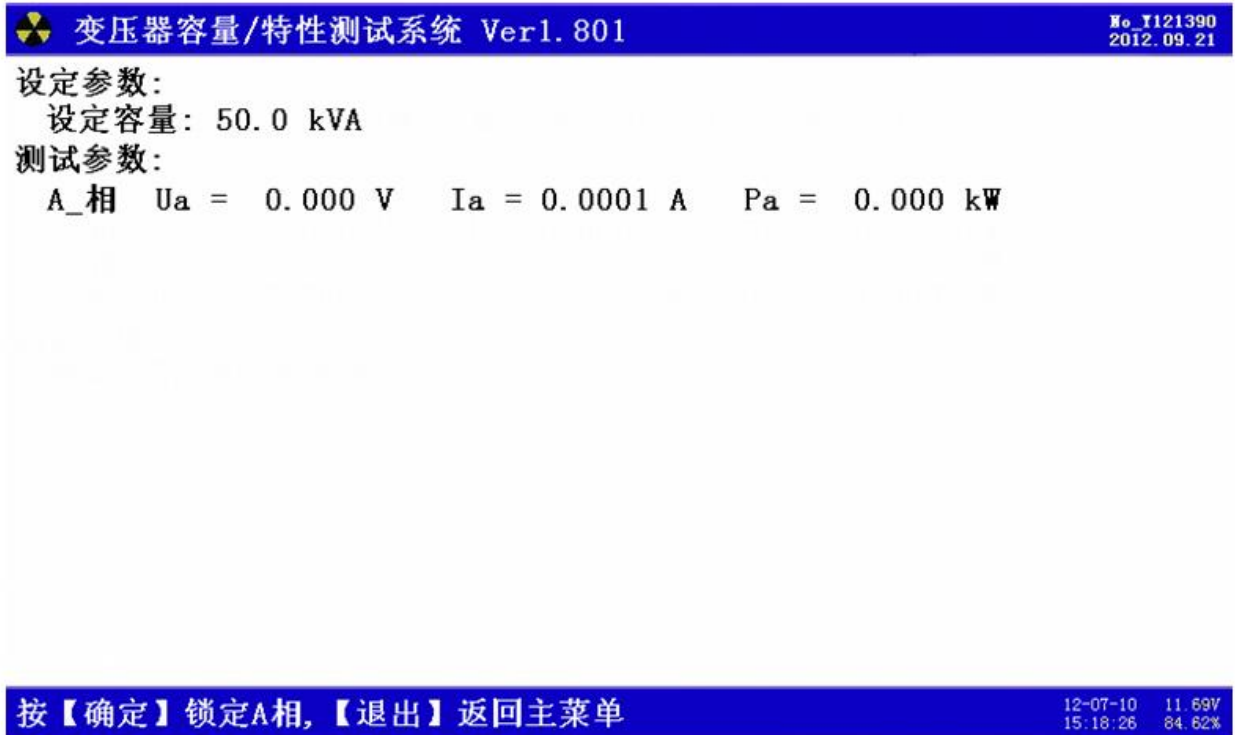 变压器容量/特性测试系统 Ver1.801
No_Y121390
2012.09.21
设定参数:
设定容量: 50.0 kVA
测试参数:
A_相 Ua = 0.000 V Ia = 0.0001 A Pa = 0.000 kW
按【确定】锁定A相,【退出】返回主菜单
12-07-10 11.69V
15:18:26 84.62%